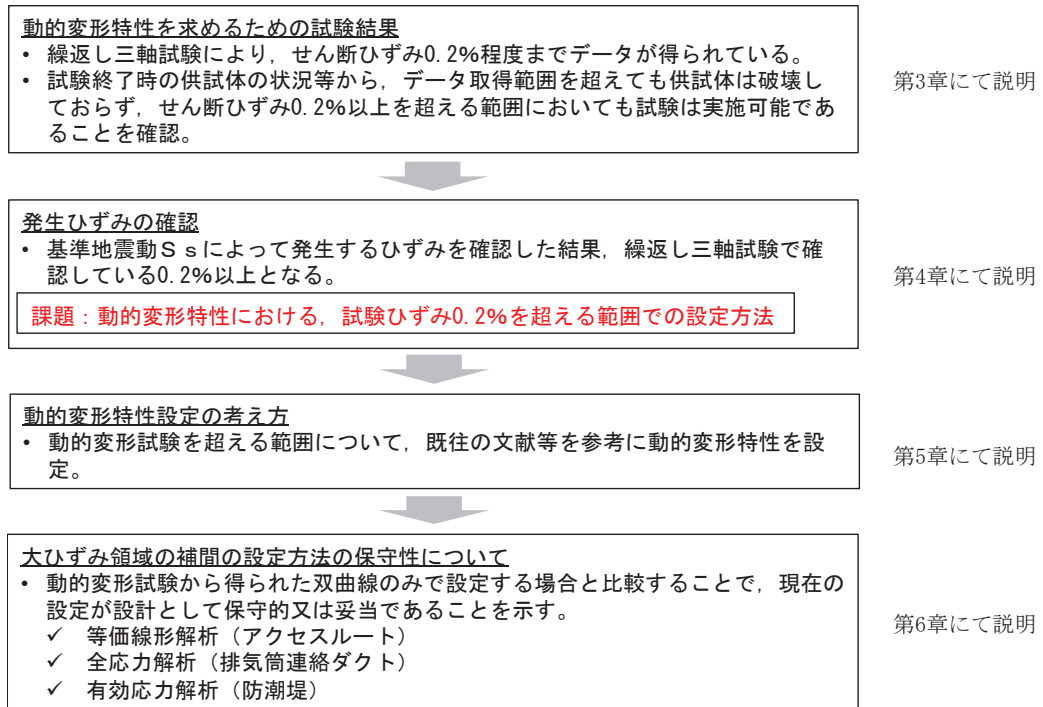 動的変形特性を求めるための試験結果
• 繰返し三軸試験により，せん断ひずみ0.2%程度までデータが得られている。
• 試験終了時の供試体の状況等から，データ取得範囲を超えても供試体は破壊し
ておらず，せん断ひずみ0.2%以上を超える範囲においても試験は実施可能であ
ることを確認。
第3章にて説明
発生ひずみの確認
• 基準地震動Ｓｓによって発生するひずみを確認した結果，繰返し三軸試験で確
認している0.2%以上となる。
課題：動的変形特性における，試験ひずみ0.2%を超える範囲での設定方法
第4章にて説明
動的変形特性設定の考え方
• 動的変形試験を超える範囲について，既往の文献等を参考に動的変形特性を設
定。
第5章にて説明
大ひずみ領域の補間の設定方法の保守性について
• 動的変形試験から得られた双曲線のみで設定する場合と比較することで，現在の
設定が設計として保守的又は妥当であることを示す。
✓ 等価線形解析（アクセスルート）
✓ 全応力解析（排気筒連絡ダクト）
✓ 有効応力解析（防潮堤）
第6章にて説明